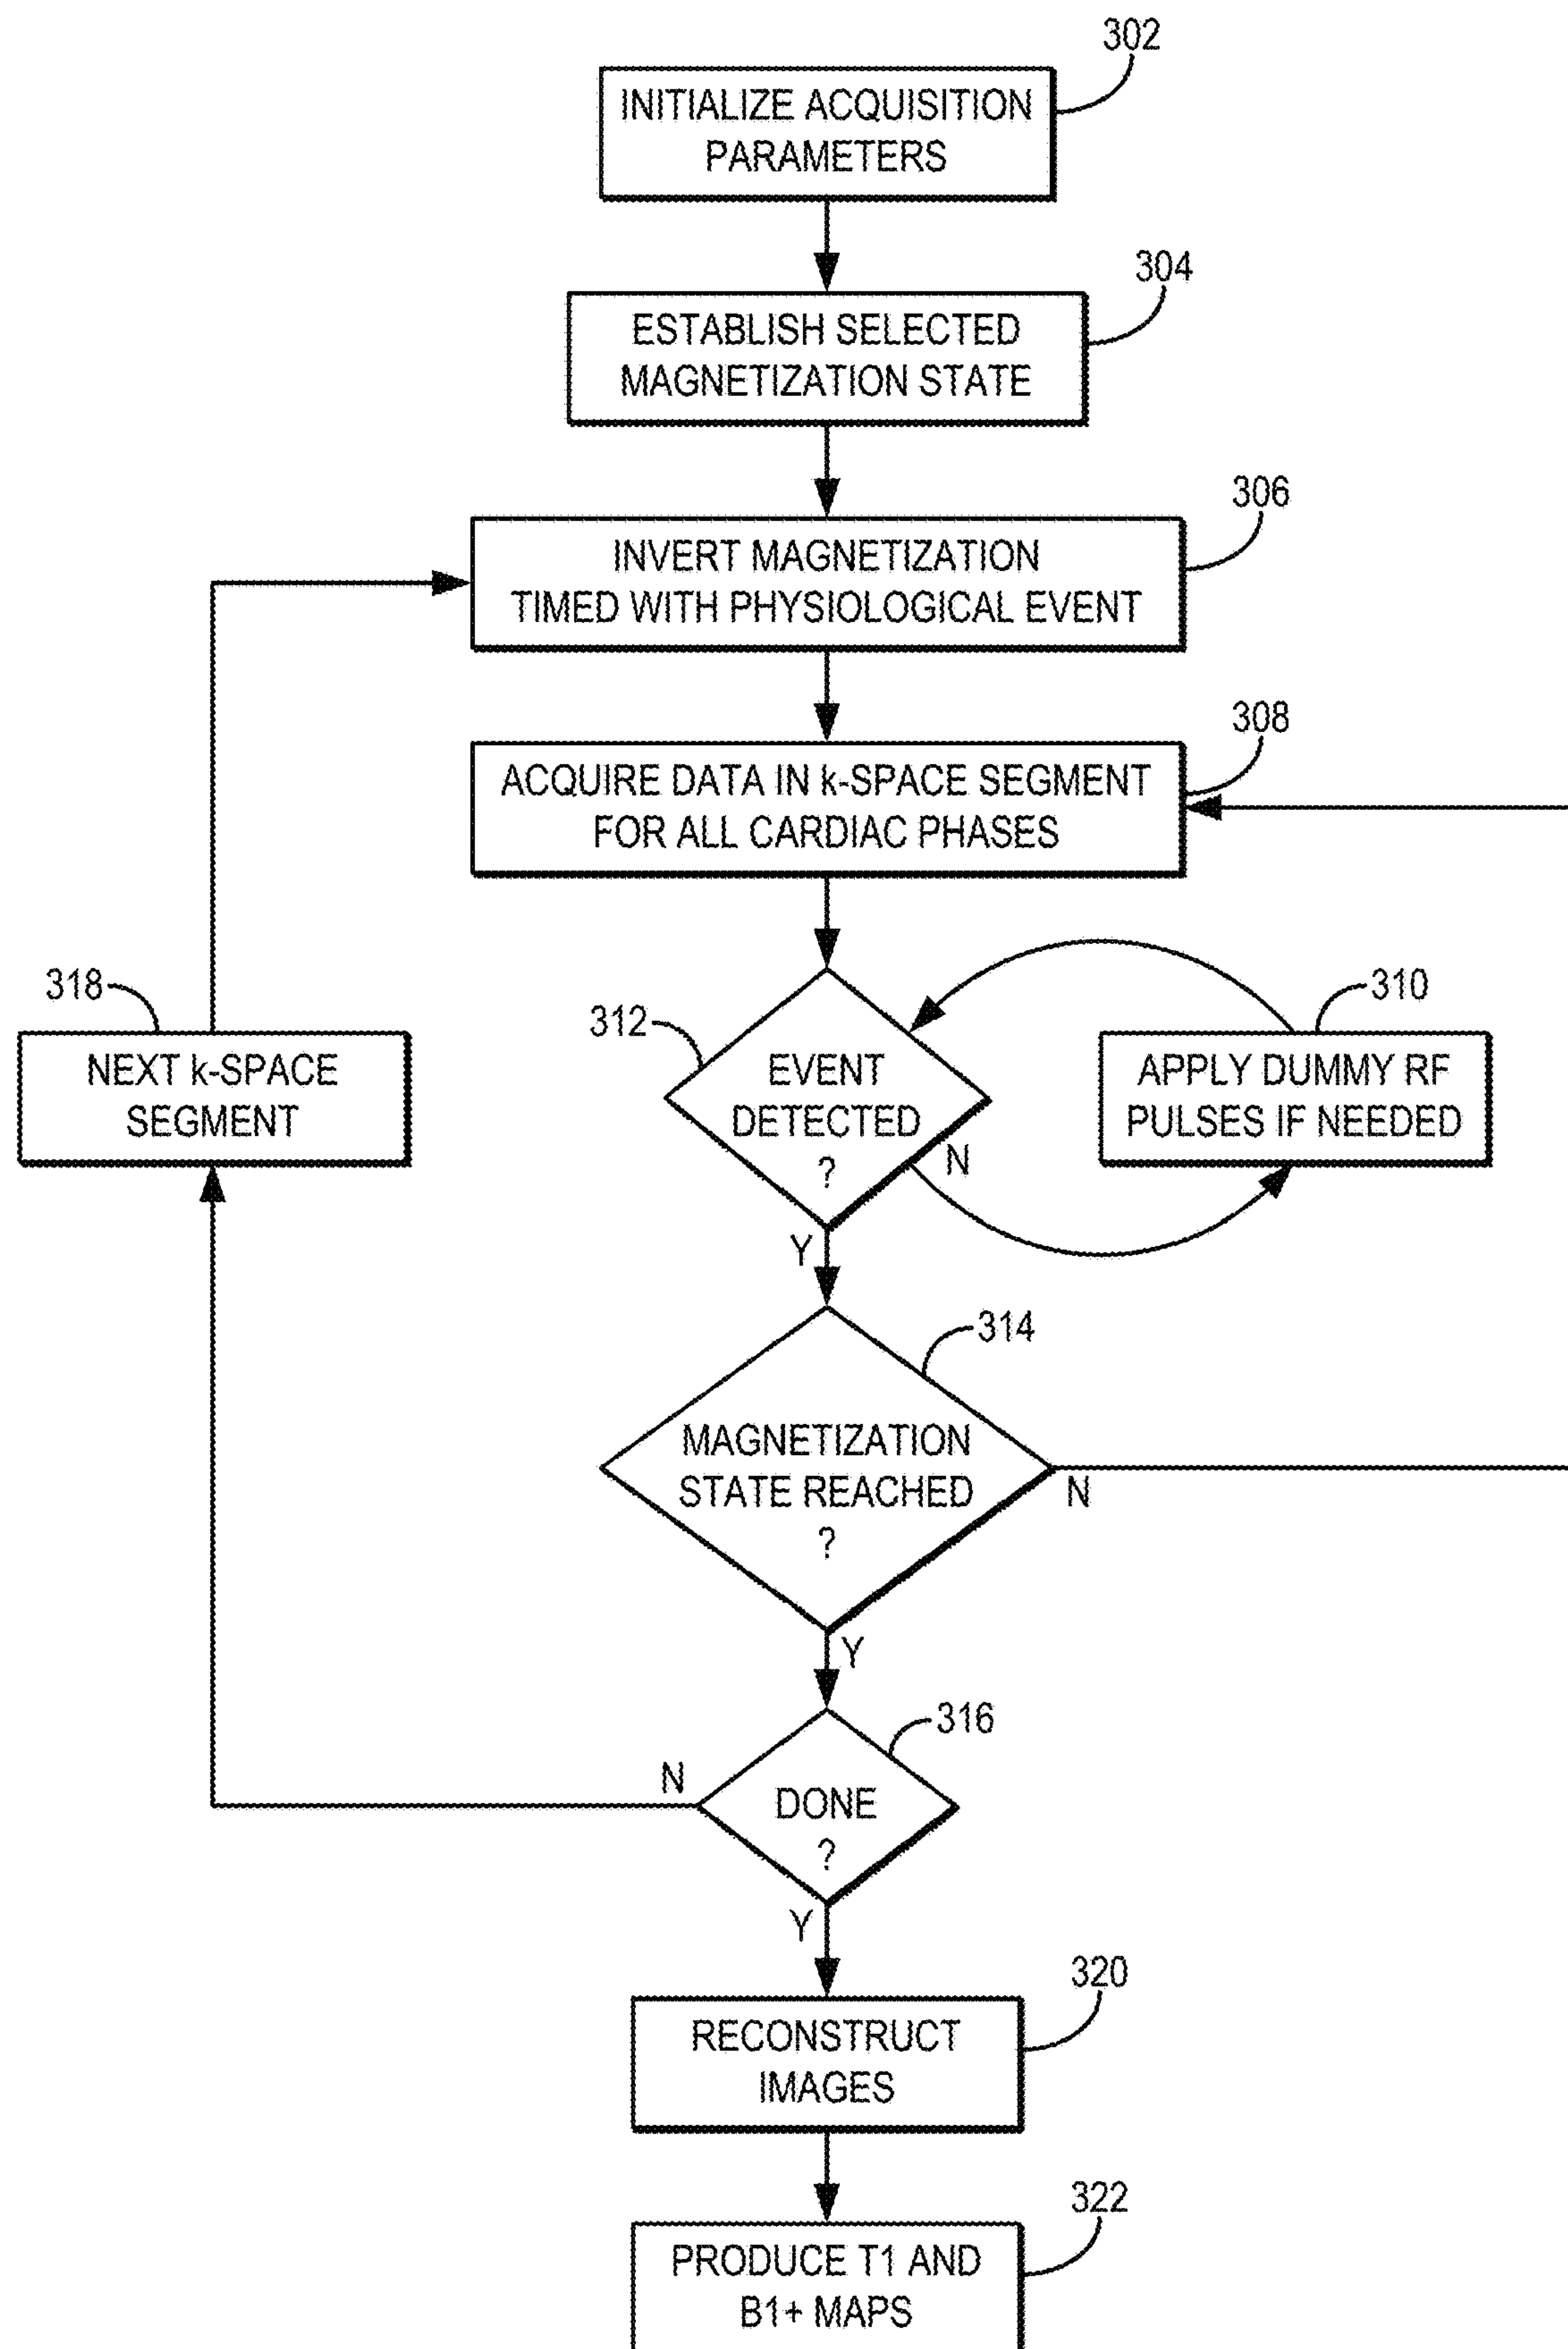 302
INITIALIZE ACQUISITION
PARAMETERS
304
ESTABLISH SELECTED
MAGNETIZATION STATE
306
INVERT MAGNETIZATION
TIMED WITH PHYSIOLOGICAL EVENT
308
ACQUIRE DATA IN k-SPACE SEGMENT
FOR ALL CARDIAC PHASES
318
NEXT k-SPACE
SEGMENT
312
EVENT
DETECTED
?
N
Y
310
APPLY DUMMY RF
PULSES IF NEEDED
314
MAGNETIZATION
STATE REACHED
?
N
Y
316
DONE
?
N
Y
320
RECONSTRUCT
IMAGES
322
PRODUCE T1 AND
B1+ MAPS